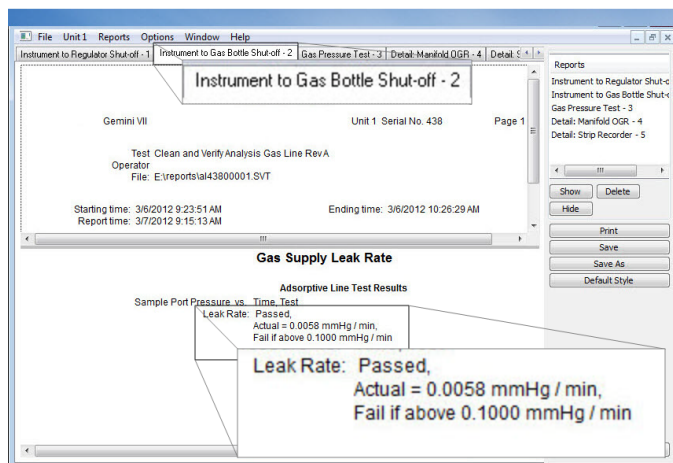 File Unit 1 Reports Options Window Help
Instrument to Regulator Shut-off - 1 Instrument to Gas Bottle Shut-off - 2 Gas Pressure Test - 3 Detail: Manifold OGR - 4 Detail: S
Instrument to Gas Bottle Shut-off - 2
Gemini VII Unit 1 Serial No. 438 Page 1
Test Clean and Verify Analysis Gas Line Rev A
Operator
File: E:\reports\al43800001.SVT
Starting time: 3/6/2012 9:23:51 AM Ending time: 3/6/2012 10:26:29 AM
Report time: 3/7/2012 9:15:13 AM
Gas Supply Leak Rate
Adsorptive Line Test Results
Sample Port Pressure vs. Time, Test
Leak Rate: Passed,
Actual = 0.0058 mmHg / min,
Fail if above 0.1000 mmHg / min
Leak Rate: Passed,
Actual = 0.0058 mmHg / min,
Fail if above 0.1000 mmHg / min
Reports
Instrument to Regulator Shut-o
Instrument to Gas Bottle Shut-o
Gas Pressure Test - 3
Detail: Manifold OGR - 4
Detail: Strip Recorder - 5
Show Delete
Hide
Print
Save
Save As
Default Style